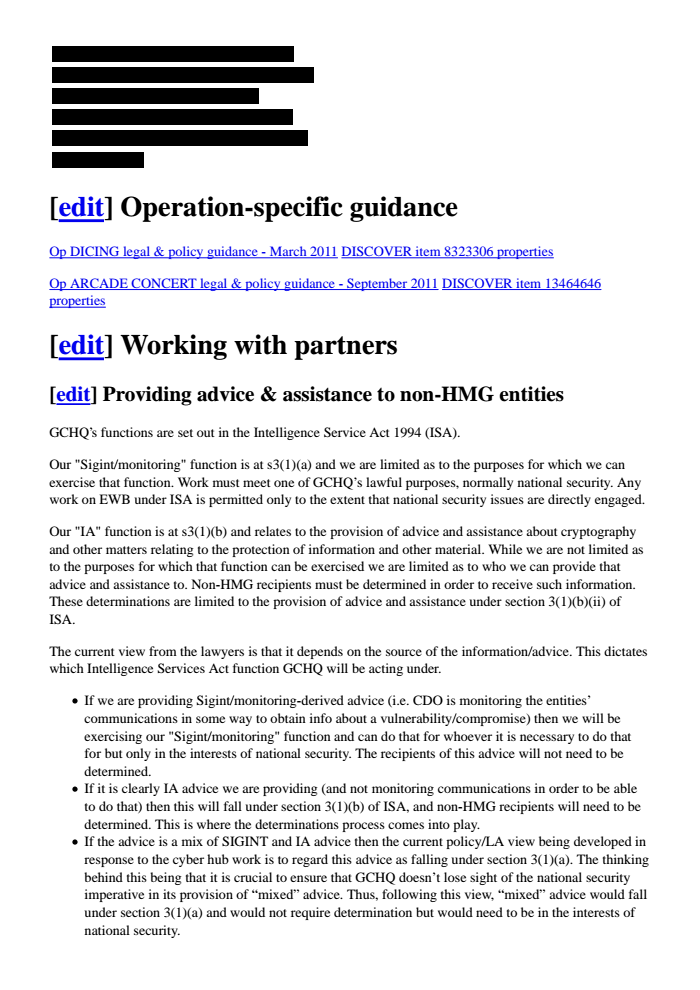 [edit] Operation-specific guidance
Op DICING legal & policy guidance - March 2011 DISCOVER item 8323306 properties
Op ARCADE CONCERT legal & policy guidance - September 2011 DISCOVER item 13464646
properties
[edit] Working with partners
[edit] Providing advice & assistance to non-HMG entities
GCHQ’s functions are set out in the Intelligence Service Act 1994 (ISA).
Our "Sigint/monitoring" function is at s3(1)(a) and we are limited as to the purposes for which we can
exercise that function. Work must meet one of GCHQ’s lawful purposes, normally national security. Any
work on EWB under ISA is permitted only to the extent that national security issues are directly engaged.
Our "IA" function is at s3(1)(b) and relates to the provision of advice and assistance about cryptography
and other matters relating to the protection of information and other material. While we are not limited as
to the purposes for which that function can be exercised we are limited as to who we can provide that
advice and assistance to. Non-HMG recipients must be determined in order to receive such information.
These determinations are limited to the provision of advice and assistance under section 3(1)(b)(ii) of
ISA.
The current view from the lawyers is that it depends on the source of the information/advice. This dictates
which Intelligence Services Act function GCHQ will be acting under.
• If we are providing Sigint/monitoring-derived advice (i.e. CDO is monitoring the entities’
communications in some way to obtain info about a vulnerability/compromise) then we will be
exercising our "Sigint/monitoring" function and can do that for whoever it is necessary to do that
for but only in the interests of national security. The recipients of this advice will not need to be
determined.
• If it is clearly IA advice we are providing (and not monitoring communications in order to be able
to do that) then this will fall under section 3(1)(b) of ISA, and non-HMG recipients will need to be
determined. This is where the determinations process comes into play.
• If the advice is a mix of SIGINT and IA advice then the current policy/LA view being developed in
response to the cyber hub work is to regard this advice as falling under section 3(1)(a). The thinking
behind this being that it is crucial to ensure that GCHQ doesn’t lose sight of the national security
imperative in its provision of “mixed” advice. Thus, following this view, “mixed” advice would fall
under section 3(1)(a) and would not require determination but would need to be in the interests of
national security.